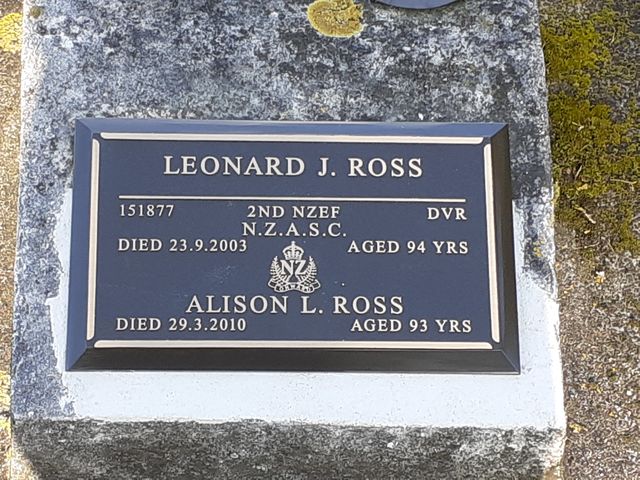 LEONARD J. ROSS
151877 2ND NZEF DVR
N.Z.A.S.C.
DIED 23.9.2003 AGED 94 YRS
NZ
ONWARD
ALISON L. ROSS
DIED 29.3.2010 AGED 93 YRS